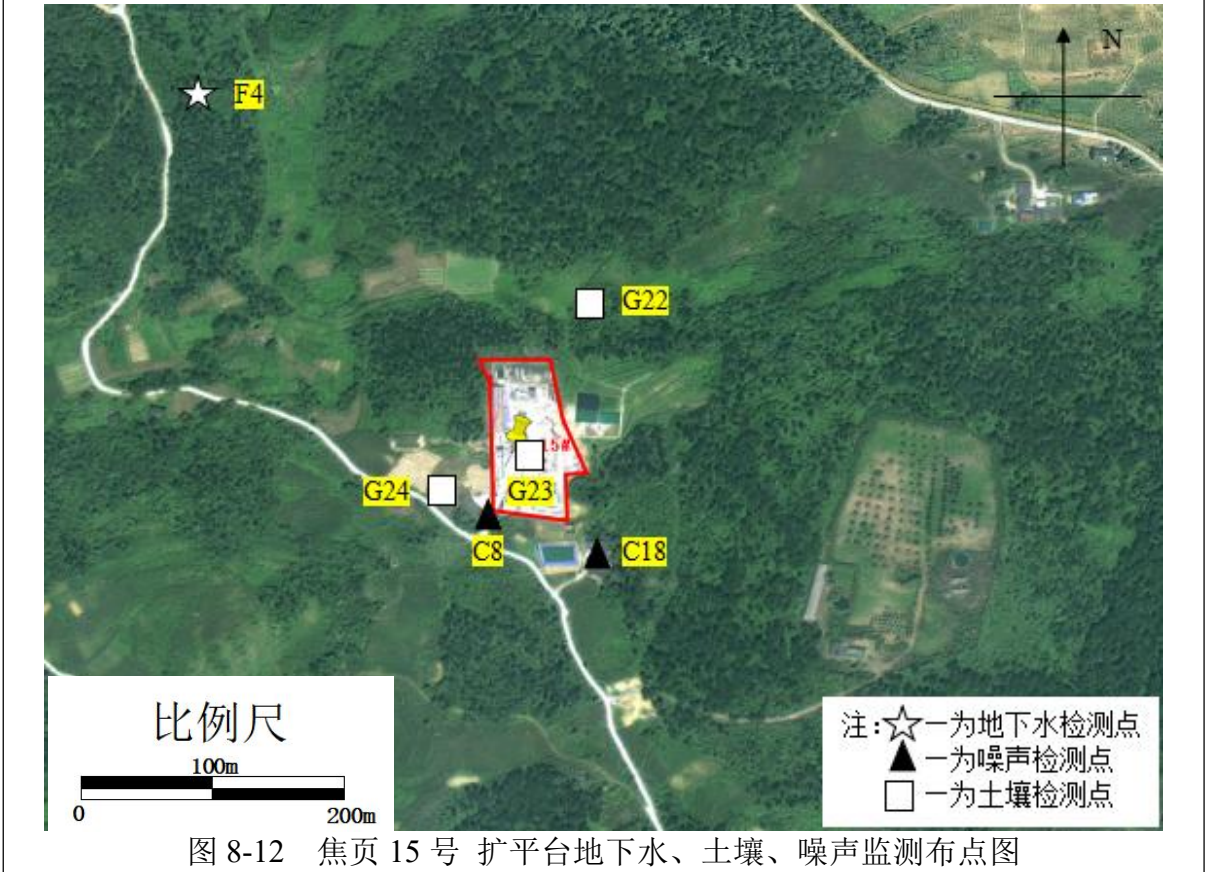 N
F4
G22
15#
G24
G23
C8
C18
比例尺
100m
0
200m
注:☆一为地下水检测点
▲一为噪声检测点
□一为土壤检测点
图 8-12 焦页 15 号 扩平台地下水、土壤、噪声监测布点图